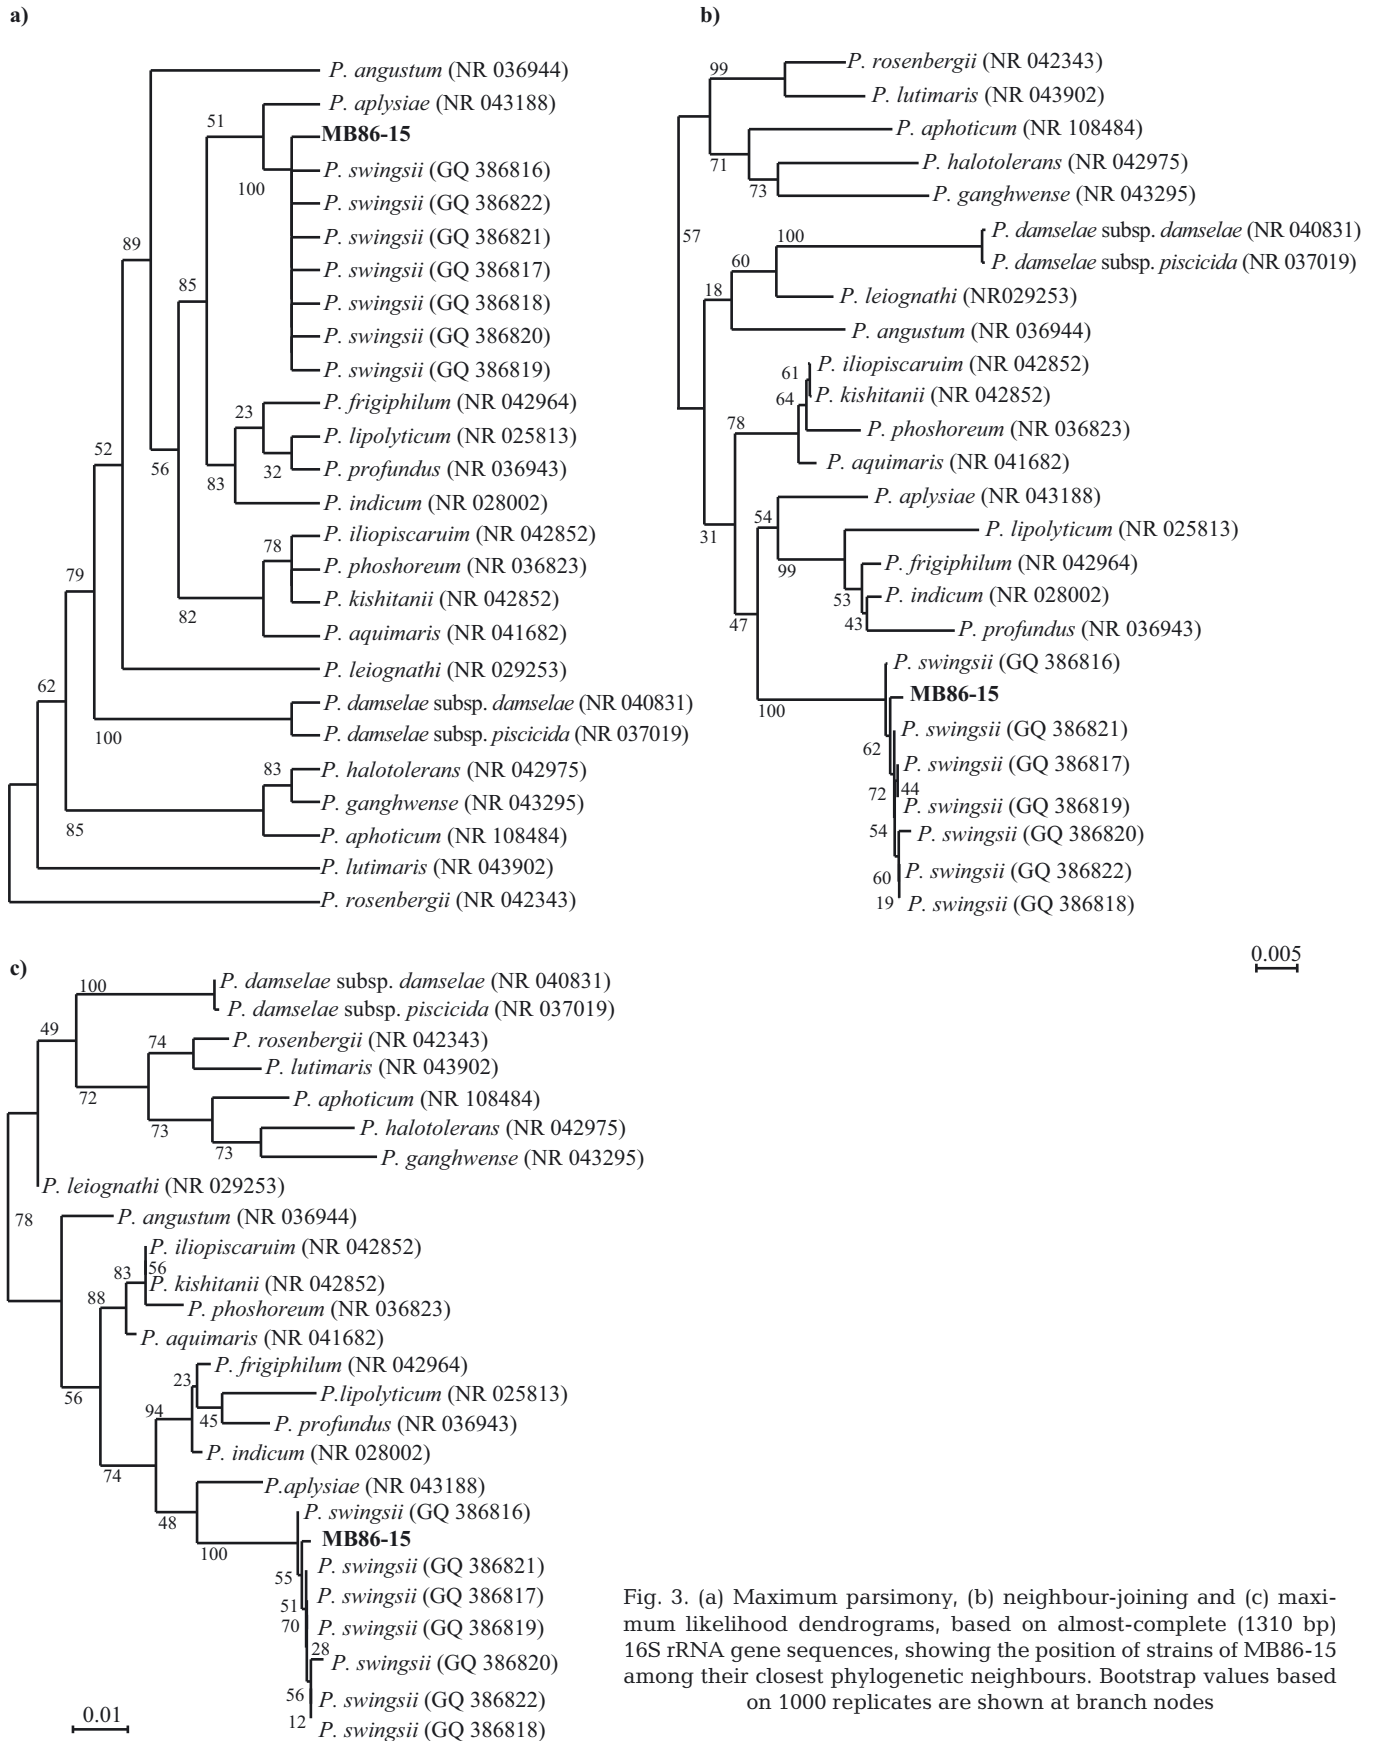 a)
P. angustum (NR 036944)
P. aplysiae (NR 043188)
51
MB86-15
P. swingsii (GQ 386816)
100
P. swingsii (GQ 386822)
P. swingsii (GQ 386821)
89
P. swingsii (GQ 386817)
85
P. swingsii (GQ 386818)
P. swingsii (GQ 386820)
P. swingsii (GQ 386819)
P. frigiphilum (NR 042964)
23
P. lipolyticum (NR 025813)
52
P. profundus (NR 036943)
56
32
83
P. indicum (NR 028002)
P. iliopiscaruim (NR 042852)
78
P. phoshoreum (NR 036823)
79
P. kishitanii (NR 042852)
82
P. aquimaris (NR 041682)
P. leiognathi (NR 029253)
62
P. damselae subsp. damselae (NR 040831)
P. damselae subsp. piscicida (NR 037019)
100
P. halotolerans (NR 042975)
83
P. ganghwense (NR 043295)
85
P. aphoticum (NR 108484)
P. lutimaris (NR 043902)
P. rosenbergii (NR 042343)
b)
P. rosenbergii (NR 042343)
99
P. lutimaris (NR 043902)
P. aphoticum (NR 108484)
P. halotolerans (NR 042975)
71
73
P. ganghwense (NR 043295)
P. damselae subsp. damselae (NR 040831)
57
100
P. damselae subsp. piscicida (NR 037019)
60
18
P. leiognathi (NR029253)
P. angustum (NR 036944)
P. iliopiscaruim (NR 042852)
61
P. kishitanii (NR 042852)
64
78
P. phoshoreum (NR 036823)
P. aquimaris (NR 041682)
P. aplysiae (NR 043188)
54
P. lipolyticum (NR 025813)
31
P. frigiphilum (NR 042964)
99
P. indicum (NR 028002)
53
47
43
P. profundus (NR 036943)
P. swingsii (GQ 386816)
MB86-15
100
P. swingsii (GQ 386821)
62
P. swingsii (GQ 386817)
72
44
P. swingsii (GQ 386819)
54
P. swingsii (GQ 386820)
60
P. swingsii (GQ 386822)
19
P. swingsii (GQ 386818)
0.005
c)
P. damselae subsp. damselae (NR 040831)
100
P. damselae subsp. piscicida (NR 037019)
49
P. rosenbergii (NR 042343)
74
P. lutimaris (NR 043902)
72
P. aphoticum (NR 108484)
P. halotolerans (NR 042975)
73
73
P. ganghwense (NR 043295)
P. leiognathi (NR 029253)
78
P. angustum (NR 036944)
P. iliopiscaruim (NR 042852)
56
83
P. kishitanii (NR 042852)
88
P. phoshoreum (NR 036823)
P. aquimaris (NR 041682)
P. frigiphilum (NR 042964)
23
P.lipolyticum (NR 025813)
56
94
45
P. profundus (NR 036943)
P. indicum (NR 028002)
74
P.aplysiae (NR 043188)
P. swingsii (GQ 386816)
48
MB86-15
100
P. swingsii (GQ 386821)
55
P. swingsii (GQ 386817)
51
70
P. swingsii (GQ 386819)
28
P. swingsii (GQ 386820)
56
P. swingsii (GQ 386822)
12
P. swingsii (GQ 386818)
0.01
Fig. 3. (a) Maximum parsimony, (b) neighbour-joining and (c) maxi-
mum likelihood dendrograms, based on almost-complete (1310 bp)
16S rRNA gene sequences, showing the position of strains of MB86-15
among their closest phylogenetic neighbours. Bootstrap values based
on 1000 replicates are shown at branch nodes